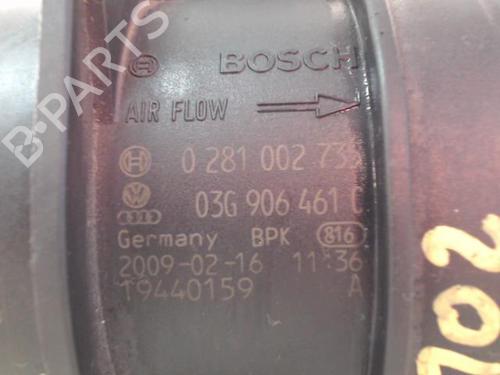 BOSCH
AIR FLOW
0 281 002 735
03G 906 461 C
Germany BPK 816
2009-02-16 11:36
T9440159 A
702
B-PARTS